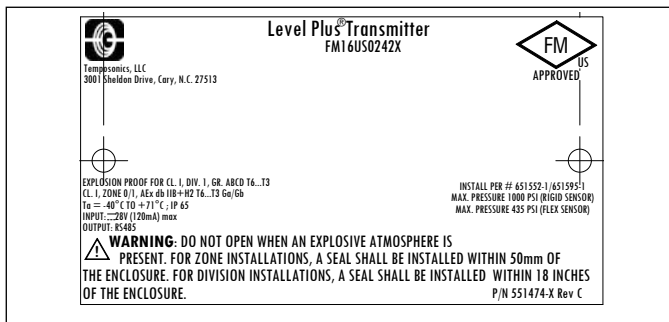 Level Plus® Transmitter
FM16US0242X
FM
US
APPROVED
Temposonics, LLC
3001 Sheldon Drive, Cary, N.C. 27513
EXPLOSION PROOF FOR CL. I, DIV. 1, GR. ABCD T6...T3
CL. I, ZONE 0/1, AEx db IIB+H2 T6...T3 Ga/Gb
Ta = -40°C TO +71°C ; IP 65
INPUT: ⎓28V (120mA) max
OUTPUT: RS485
INSTALL PER # 651552-1/651595-1
MAX. PRESSURE 1000 PSI (RIGID SENSOR)
MAX. PRESSURE 435 PSI (FLEX SENSOR)
WARNING: DO NOT OPEN WHEN AN EXPLOSIVE ATMOSPHERE IS
PRESENT. FOR ZONE INSTALLATIONS, A SEAL SHALL BE INSTALLED WITHIN 50mm OF
THE ENCLOSURE. FOR DIVISION INSTALLATIONS, A SEAL SHALL BE INSTALLED WITHIN 18 INCHES
OF THE ENCLOSURE.
P/N 551474-X Rev C